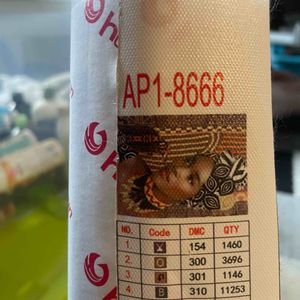 AP1-8666
NO. Code DMC QTY
1. X 154 1460
2. O 300 3696
3. 301 1146
4. B 310 11253